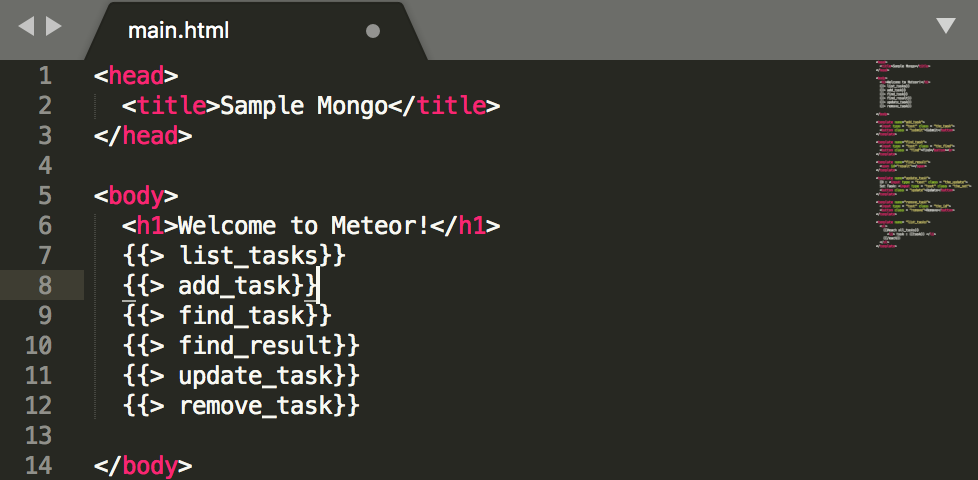 main.html
1 <head>
2 <title>Sample Mongo</title>
3 </head>
4
5 <body>
6 <h1>Welcome to Meteor!</h1>
7 {{> list_tasks}}
8 {{> add_task}}
9 {{> find_task}}
10 {{> find_result}}
11 {{> update_task}}
12 {{> remove_task}}
13
14 </body>